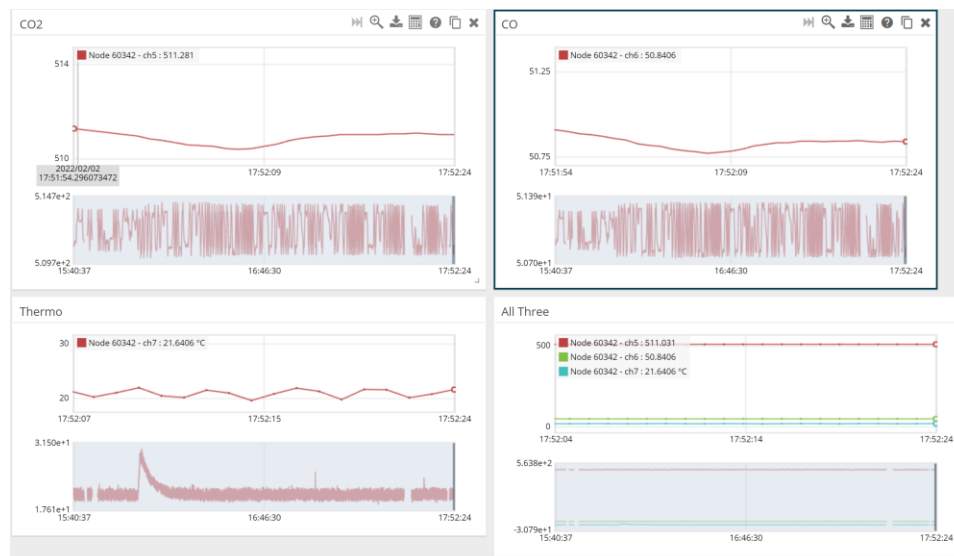 CO2
Node 60342 - ch5 : 511.281
514
510
2022/02/02
17:51:54.296073472
17:52:09
17:52:24
5.147e+2
5.097e+2
15:40:37
16:46:30
17:52:24
CO
Node 60342 - ch6 : 50.8406
51.25
50.75
17:51:54
17:52:09
17:52:24
5.139e+1
5.070e+1
15:40:37
16:46:30
17:52:24
Thermo
Node 60342 - ch7 : 21.6406 °C
30
20
17:52:07
17:52:15
17:52:24
3.150e+1
1.761e+1
15:40:37
16:46:30
17:52:24
All Three
Node 60342 - ch5 : 511.031
Node 60342 - ch6 : 50.8406
Node 60342 - ch7 : 21.6406 °C
500
0
17:52:04
17:52:14
17:52:24
5.638e+2
-3.079e+1
15:40:37
16:46:30
17:52:24